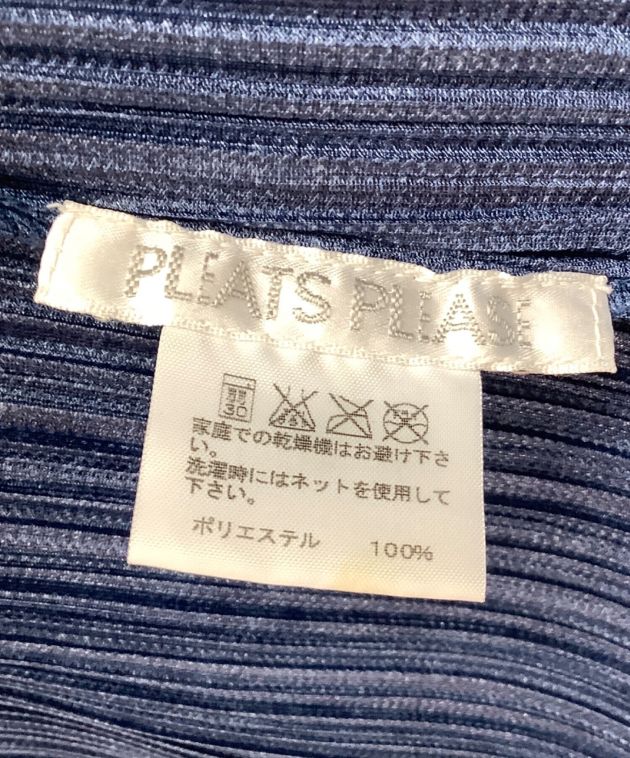 PLEATS PLEASE
30
家庭での乾燥機はお避け下さ
い。
洗濯時にはネットを使用して
下さい。
ポリエステル 100%